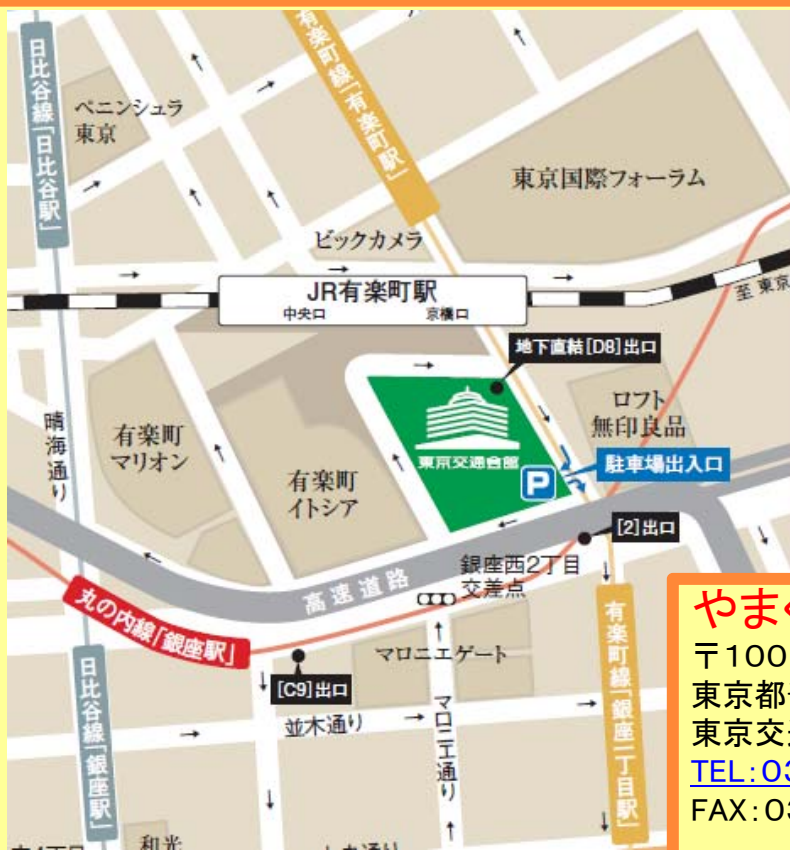 有楽町線「有楽町駅」
日比谷線「日比谷駅」
ペニンシュラ
東京
東京国際フォーラム
ビックカメラ
JR有楽町駅
中央口
京橋口
至 東京
地下直結[D8]出口
晴海通り
有楽町
マリオン
有楽町
イトシア
東京交通会館
ロフト
無印良品
P
駐車場出入口
[2]出口
銀座西2丁目
交差点
高速道路
丸の内線「銀座駅」
[C9]出口
マロニエゲート
並木通り
マロニエ通り
有楽町線「銀座一丁目駅」
日比谷線「銀座駅」
和光
やま
〒100
東京都
東京交
TEL:03
FAX:03